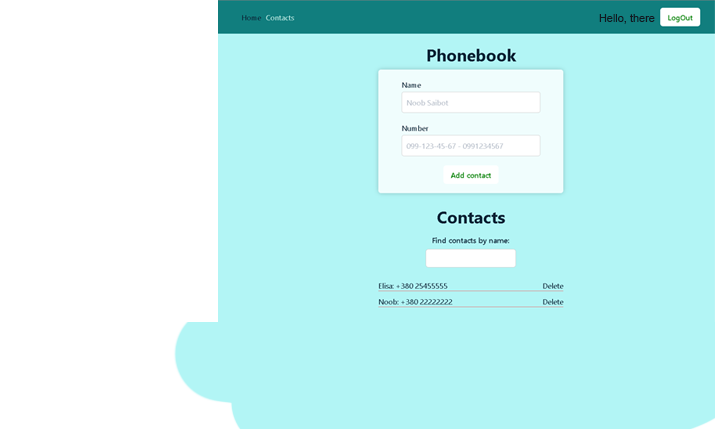 Home Contacts Hello, there LogOut
Phonebook
Name
Noob Saibot
Number
099-123-45-67 - 0991234567
Add contact
Contacts
Find contacts by name:
Elisa: +380 25455555 Delete
Noob: +380 22222222 Delete